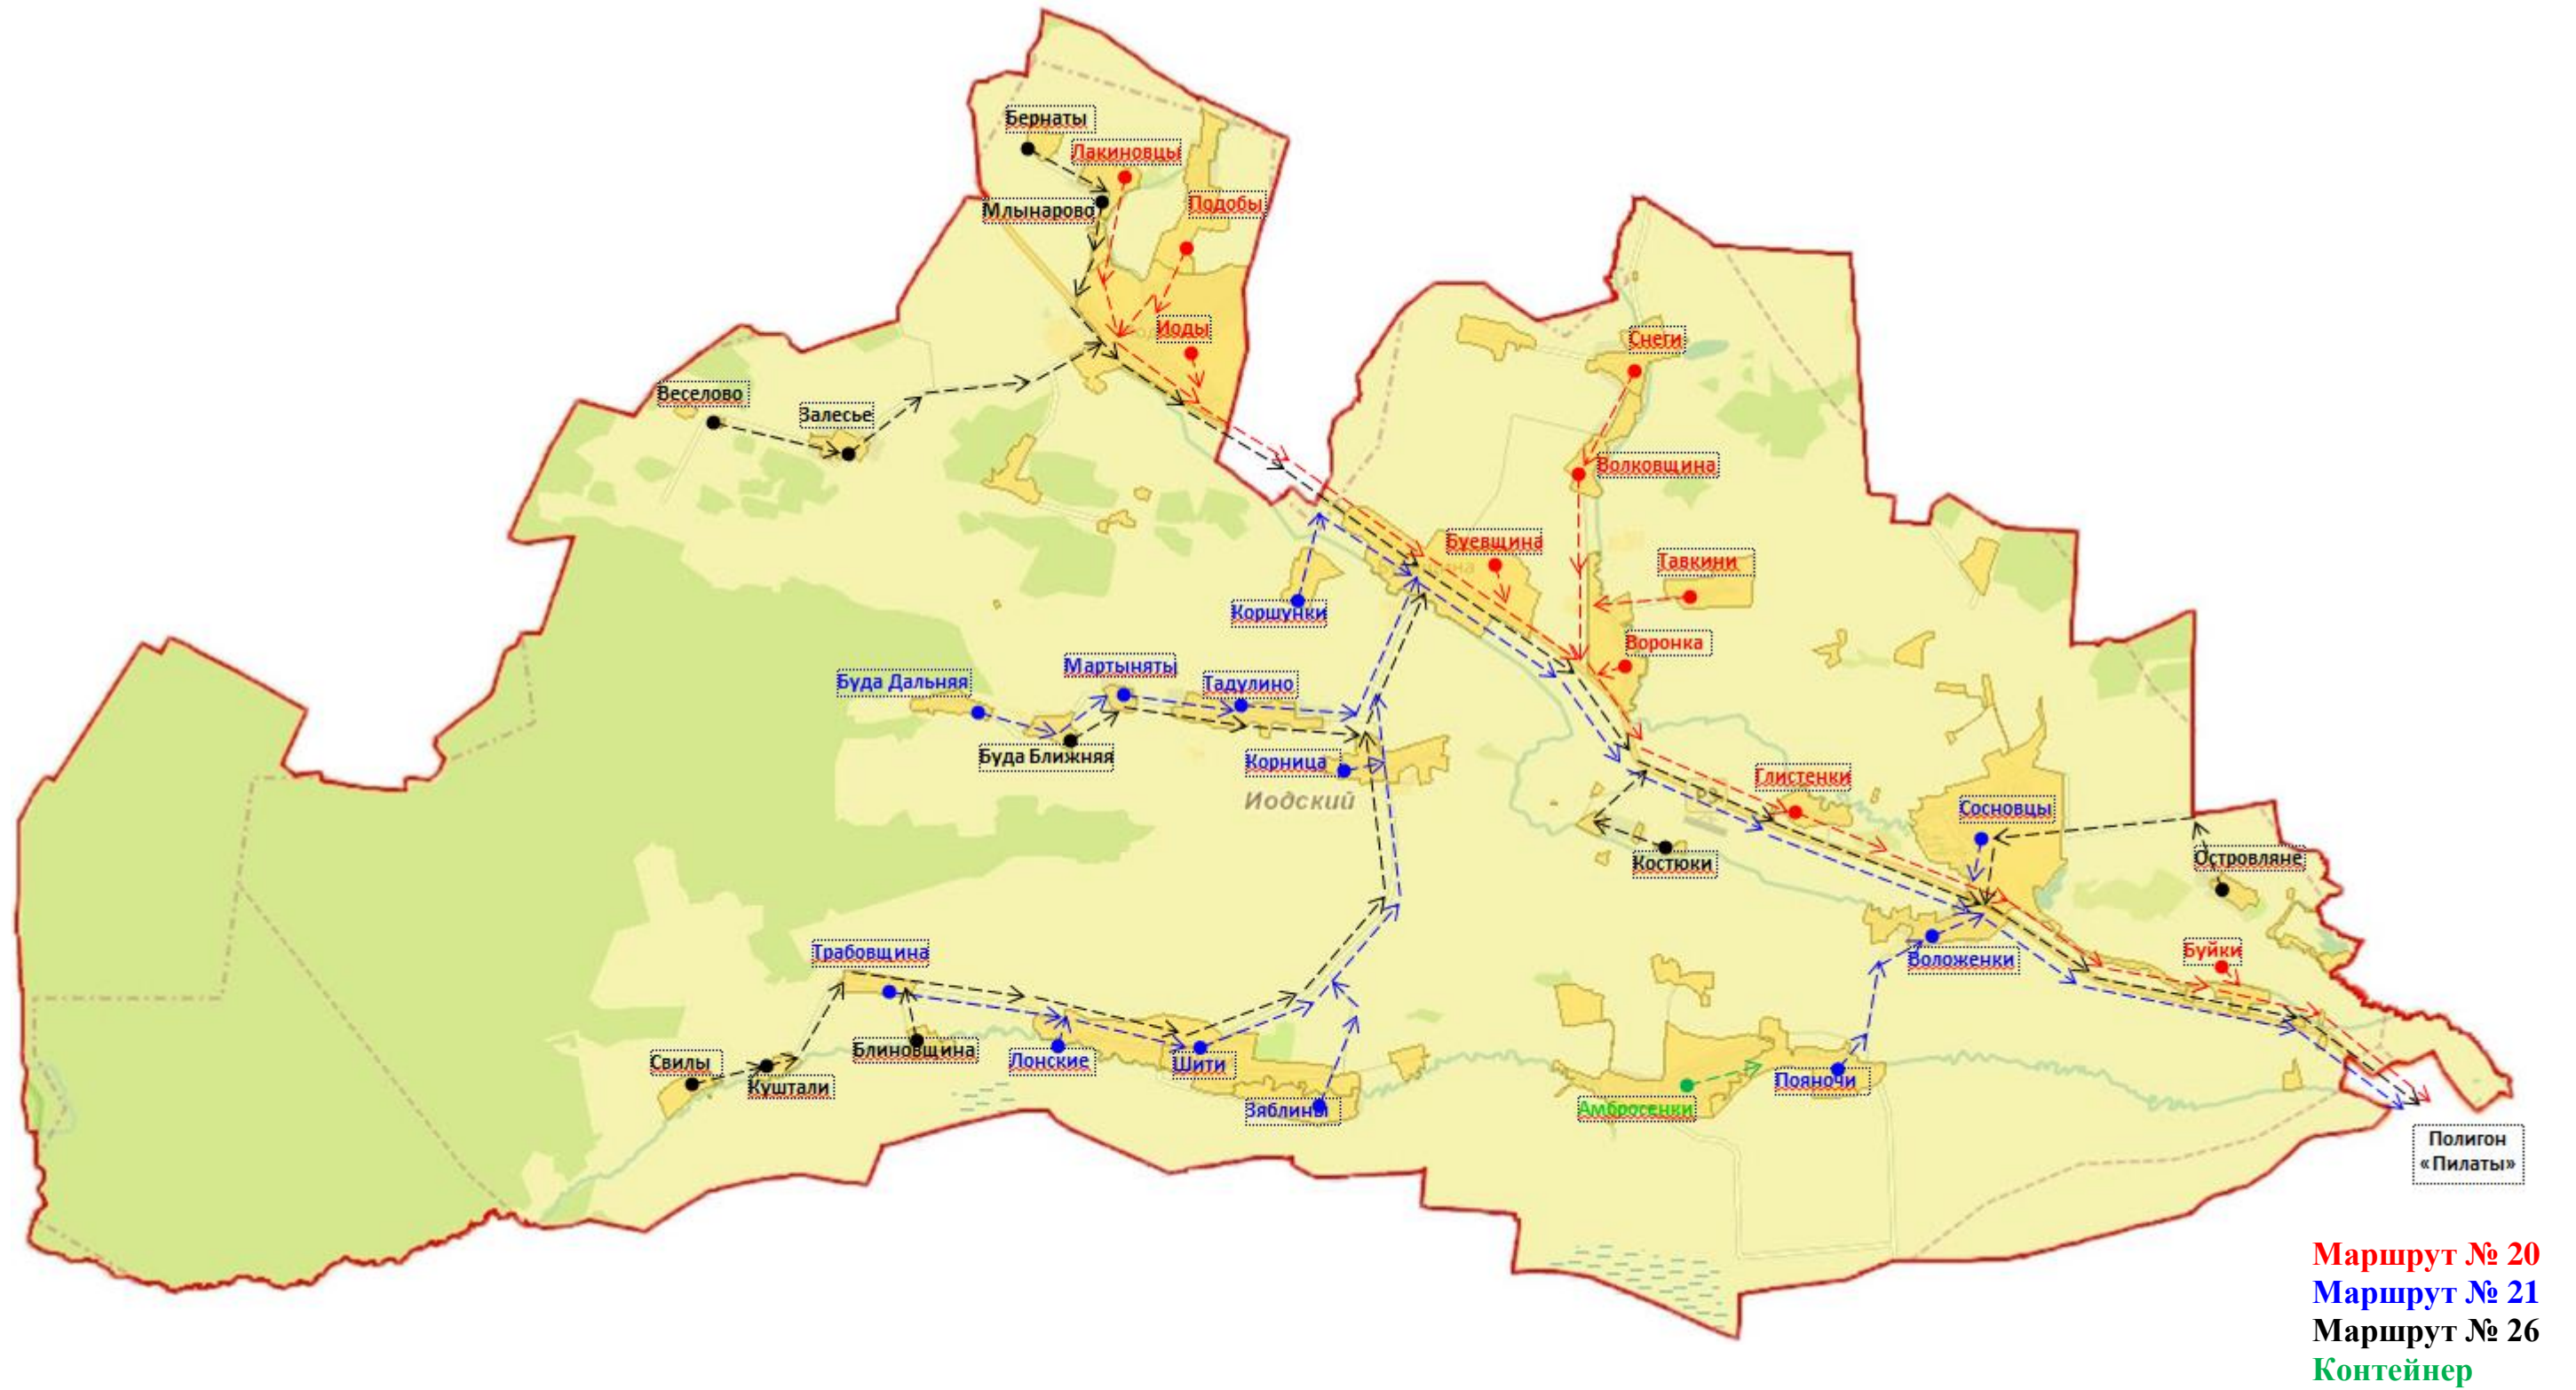 Бернаты
Лакиновцы
Млынарово
Подобы
Иоды
Снеги
Веселово
Залесье
Волковщина
Буевщина
Тавкини
Коршунки
Воронка
Мартыняты
Буда Дальняя
Тадулино
Буда Ближняя
Корница
Иодский
Глистенки
Р3
Сосновцы
Костюки
Островляне
Трабовщина
Буйки
Воложенки
Блиновщина
Свилы
Куштали
Лонские
Шити
Зяблины
Пояночи
Амбросенки
Полигон
«Пилаты»
Маршрут № 20
Маршрут № 21
Маршрут № 26
Контейнер